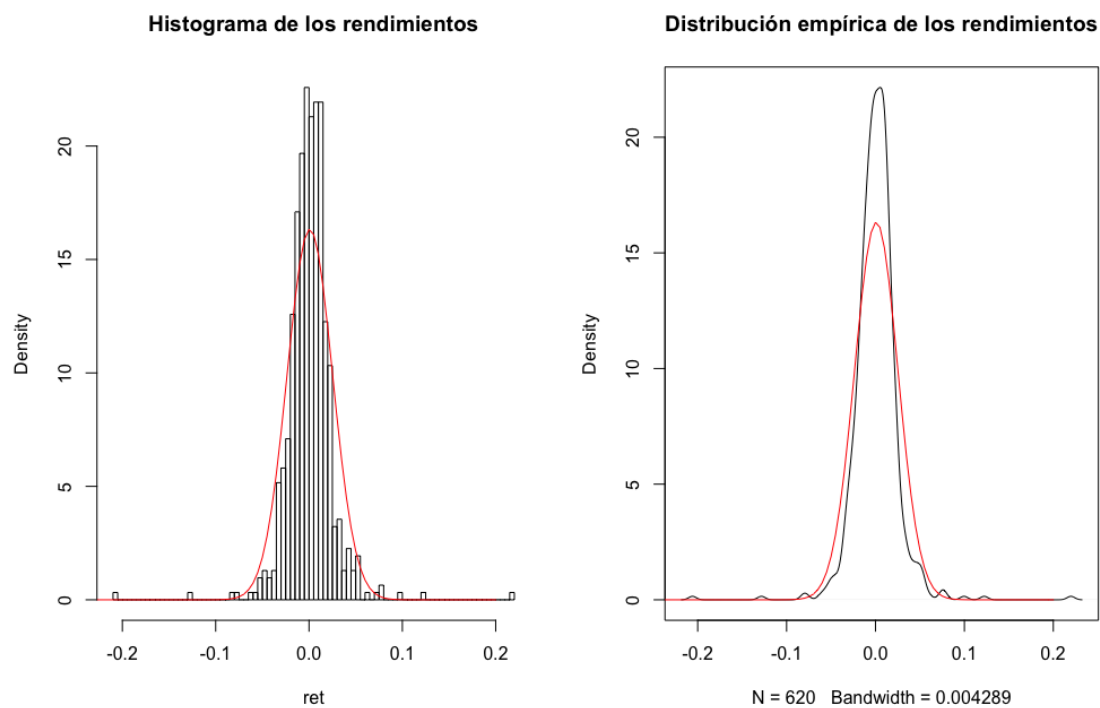 Histograma de los rendimientos
Density
20
15
10
5
0
-0.2 -0.1 0.0 0.1 0.2
ret
Distribución empírica de los rendimientos
Density
20
15
10
5
0
-0.2 -0.1 0.0 0.1 0.2
N = 620 Bandwidth = 0.004289